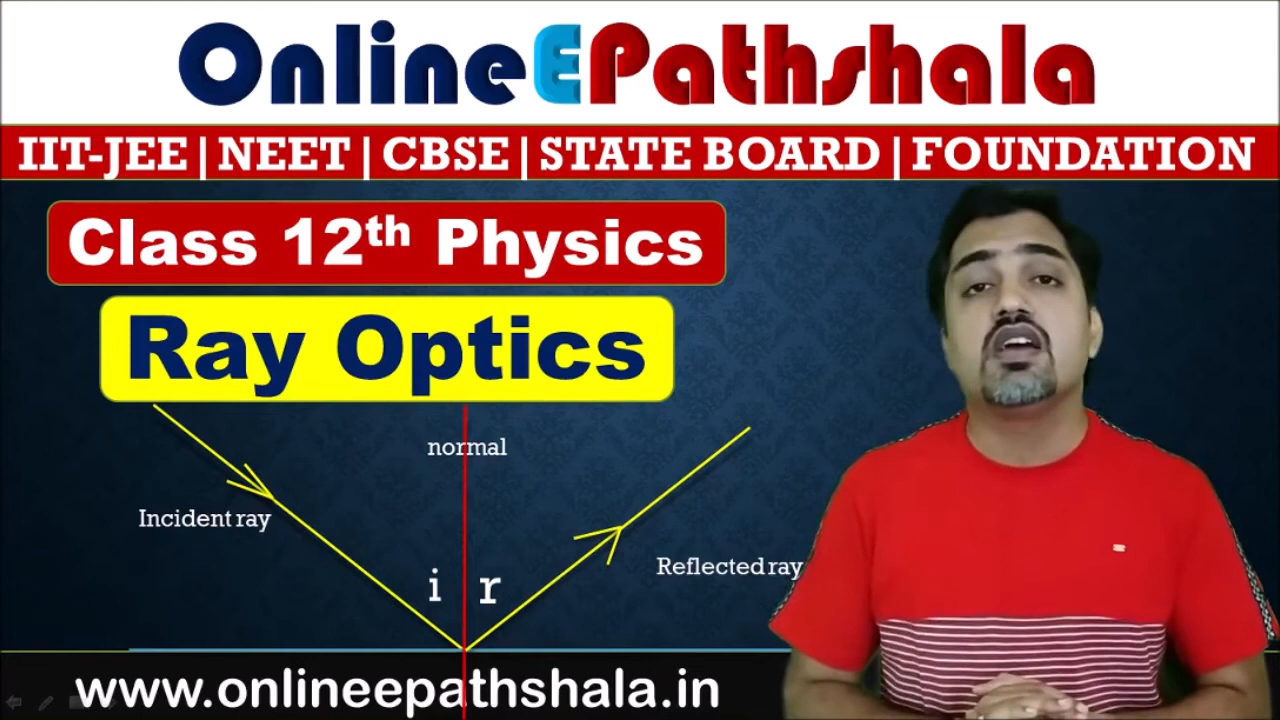 OnlineEPathshala
IIT-JEE | NEET | CBSE | STATE BOARD | FOUNDATION
Class 12th Physics
Ray Optics
normal
Incident ray
i r
Reflected ray
www.onlineepathshala.in